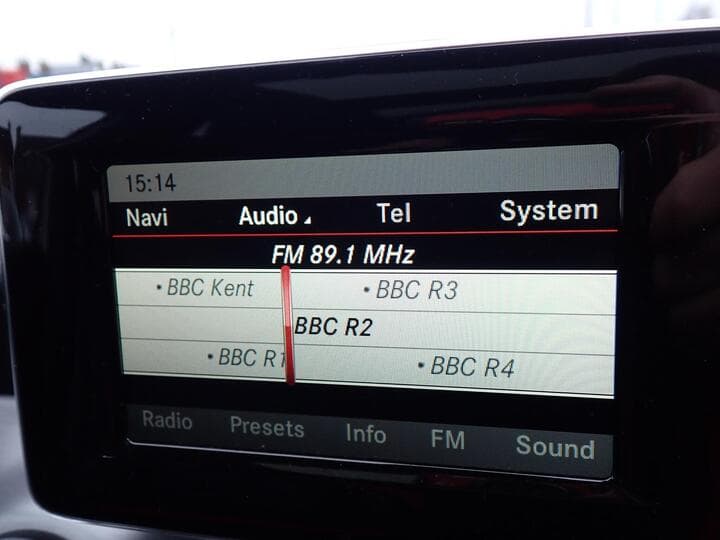 15:14
Navi Audio Tel System
FM 89.1 MHz
• BBC Kent • BBC R3
BBC R2
• BBC R1 • BBC R4
Radio Presets Info FM Sound